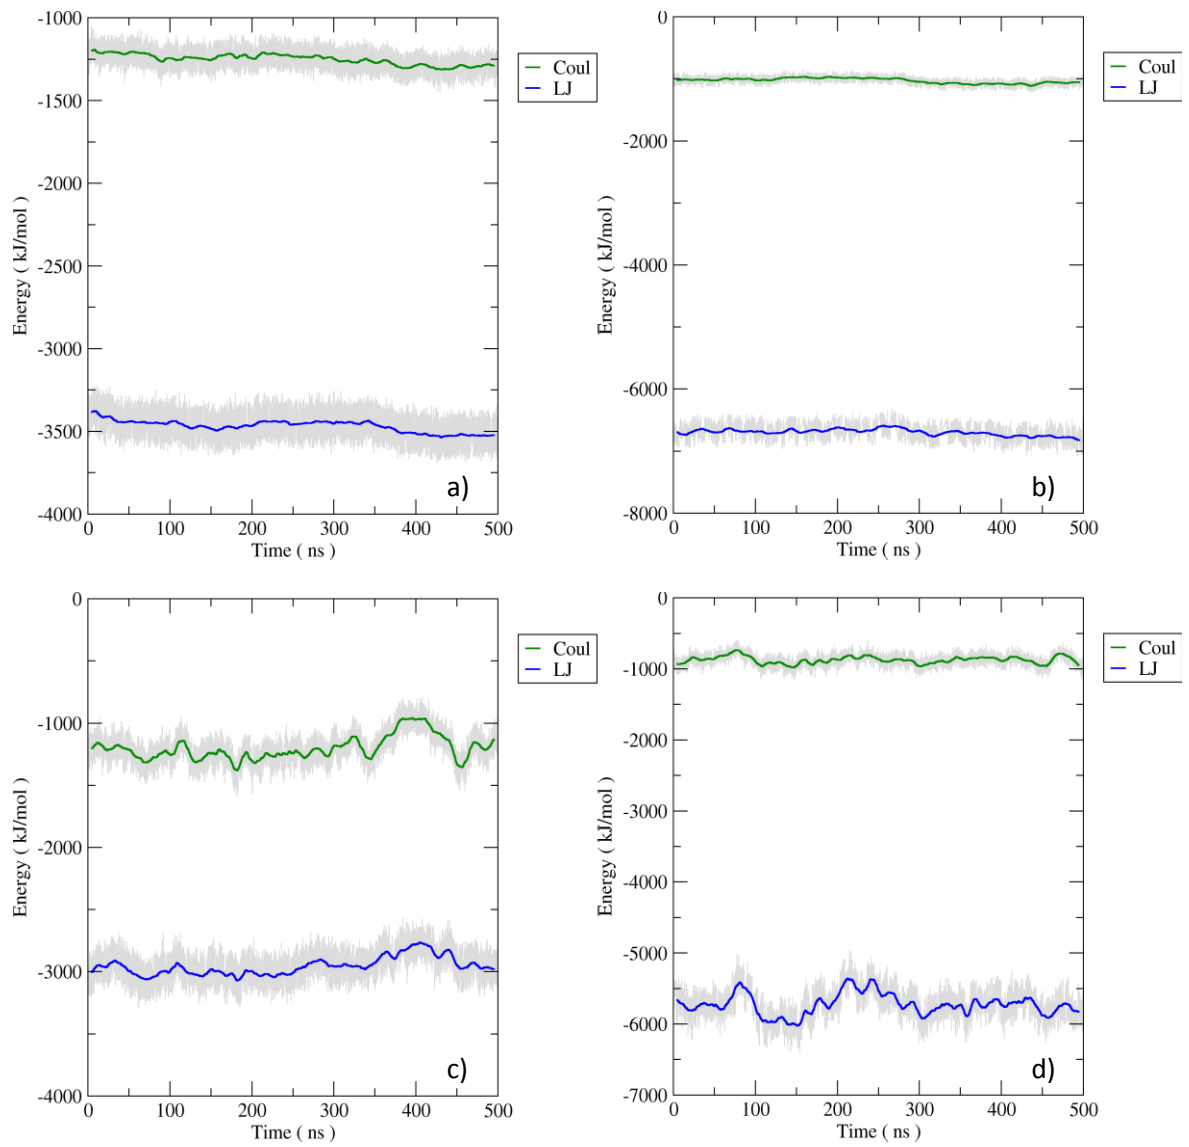 -1000
-1500
-2000
-2500
-3000
-3500
-4000
Energy ( kJ/mol )
0 100 200 300 400 500
Time ( ns )
Coul
LJ
a)
0
-2000
-4000
-6000
-8000
Energy ( kJ/mol )
0 100 200 300 400 500
Time ( ns )
Coul
LJ
b)
0
-1000
-2000
-3000
-4000
Energy ( kJ/mol )
0 100 200 300 400 500
Time ( ns )
Coul
LJ
c)
0
-1000
-2000
-3000
-4000
-5000
-6000
-7000
Energy ( kJ/mol )
0 100 200 300 400 500
Time ( ns )
Coul
LJ
d)